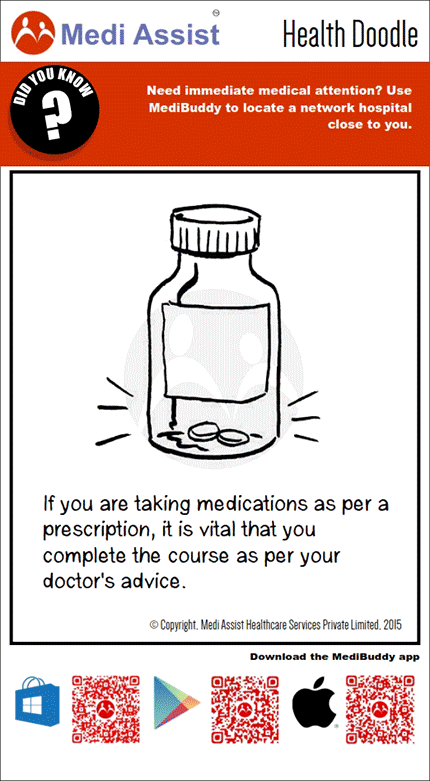 Medi Assist
Health Doodle
DID YOU KNOW
?
Need immediate medical attention? Use
MediBuddy to locate a network hospital
close to you.
If you are taking medications as per a
prescription, it is vital that you
complete the course as per your
doctor's advice.
© Copyright. Medi Assist Healthcare Services Private Limited. 2015
Download the MediBuddy app